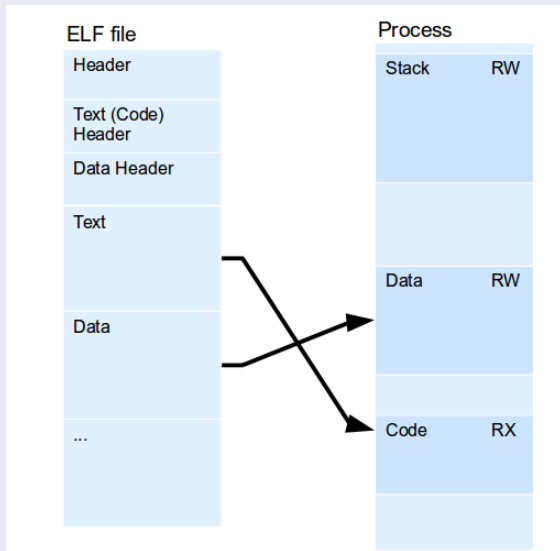 ELF file
Header
Text (Code)
Header
Data Header
Text
Data
...
Process
Stack RW
Data RW
Code RX